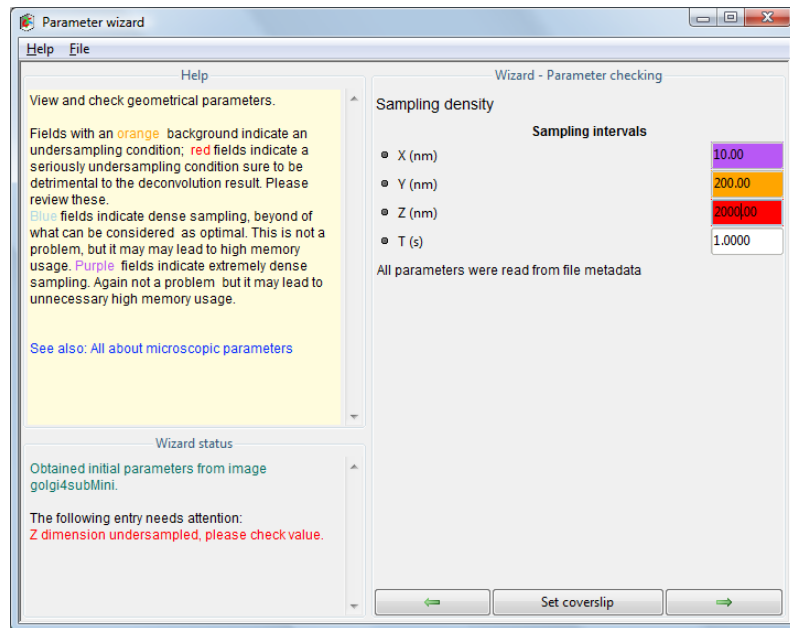 Parameter wizard
Help File
Help
View and check geometrical parameters.
Fields with an orange background indicate an
undersampling condition; red fields indicate a
seriously undersampling condition sure to be
detrimental to the deconvolution result. Please
review these.
Blue fields indicate dense sampling, beyond of
what can be considered as optimal. This is not a
problem, but it may may lead to high memory
usage. Purple fields indicate extremely dense
sampling. Again not a problem but it may lead to
unnecessary high memory usage.
See also: All about microscopic parameters
Wizard status
Obtained initial parameters from image
golgi4subMini.
The following entry needs attention:
Z dimension undersampled, please check value.
Wizard - Parameter checking
Sampling density
Sampling intervals
X (nm) 10.00
Y (nm) 200.00
Z (nm) 2000.00
T (s) 1.0000
All parameters were read from file metadata
Set coverslip